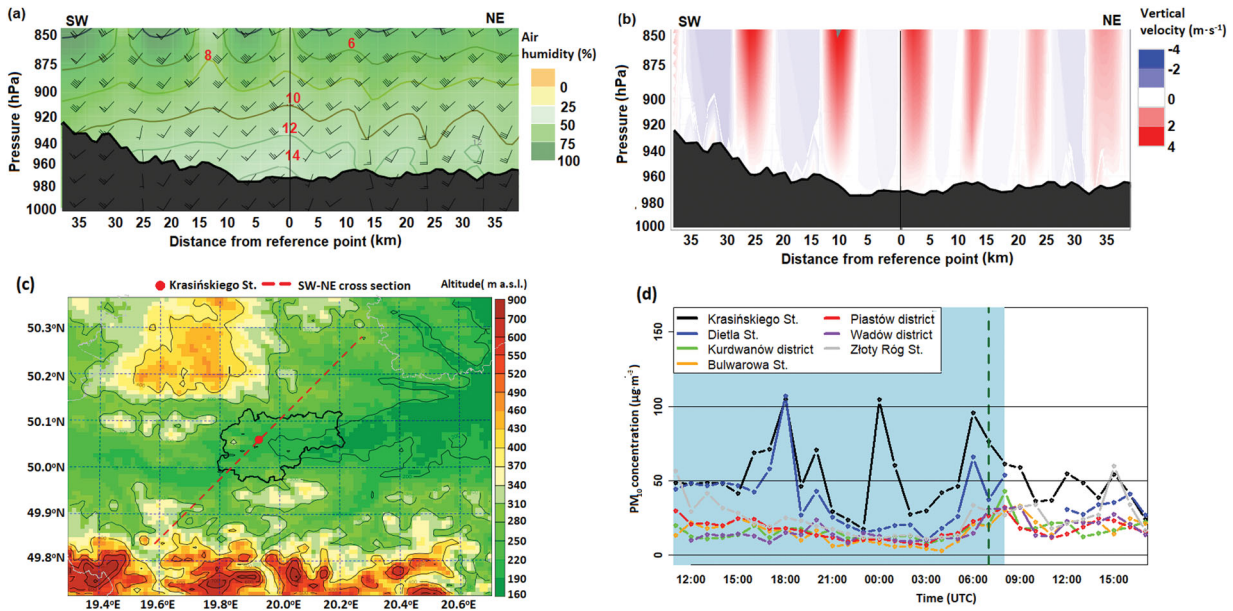 (a)
SW
NE
850
875
900
920
940
960
980
1000
Pressure (hPa)
8
6
10
12
14
35 30 25 20 15 10 5 0 5 10 15 20 25 30 35
Distance from reference point (km)
Air
humidity (%)
0
25
50
75
100
(b)
SW
NE
850
875
900
920
940
960
980
1000
Pressure (hPa)
35 30 25 20 15 10 5 0 5 10 15 20 25 30 35
Distance from reference point (km)
Vertical
velocity (m·s⁻¹)
-4
-2
0
2
4
(c)
Krasińskiego St.
SW-NE cross section
Altitude( m a.s.l.)
50.3°N
50.2°N
50.1°N
50.0°N
49.9°N
49.8°N
19.4°E 19.6°E 19.8°E 20.0°E 20.2°E 20.4°E 20.6°E
900
700
600
570
520
490
460
430
400
370
340
310
280
250
220
190
160
(d)
Krasińskiego St.
Dietla St.
Kurdwanów district
Bulwarowa St.
Piastów district
Wadów district
Złoty Róg St.
150
100
50
0
PM₁₀ concentration (µg·m⁻³)
12:00 15:00 18:00 21:00 00:00 03:00 06:00 09:00 12:00 15:00
Time (UTC)